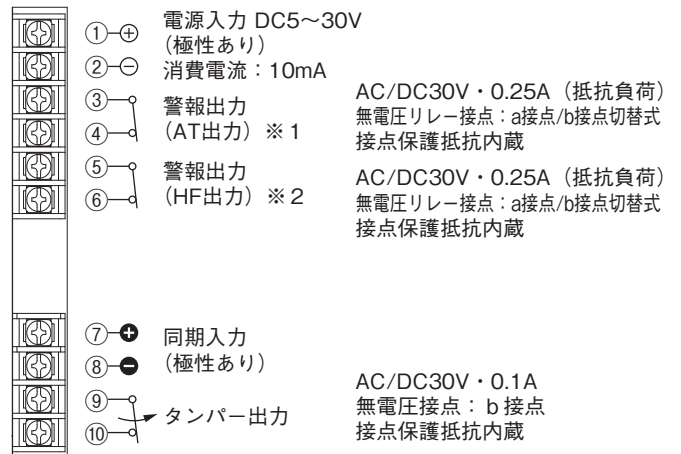 ①⊕ 電源入力 DC5～30V
(極性あり)
②⊖ 消費電流：10mA
③ 警報出力
④ (AT出力) ※1
AC/DC30V・0.25A（抵抗負荷）
無電圧リレー接点：a接点/b接点切替式
接点保護抵抗内蔵
⑤ 警報出力
⑥ (HF出力) ※2
AC/DC30V・0.25A（抵抗負荷）
無電圧リレー接点：a接点/b接点切替式
接点保護抵抗内蔵
⑦+ 同期入力
⑧− (極性あり)
⑨
⑩ タンパー出力
AC/DC30V・0.1A
無電圧接点：ｂ接点
接点保護抵抗内蔵